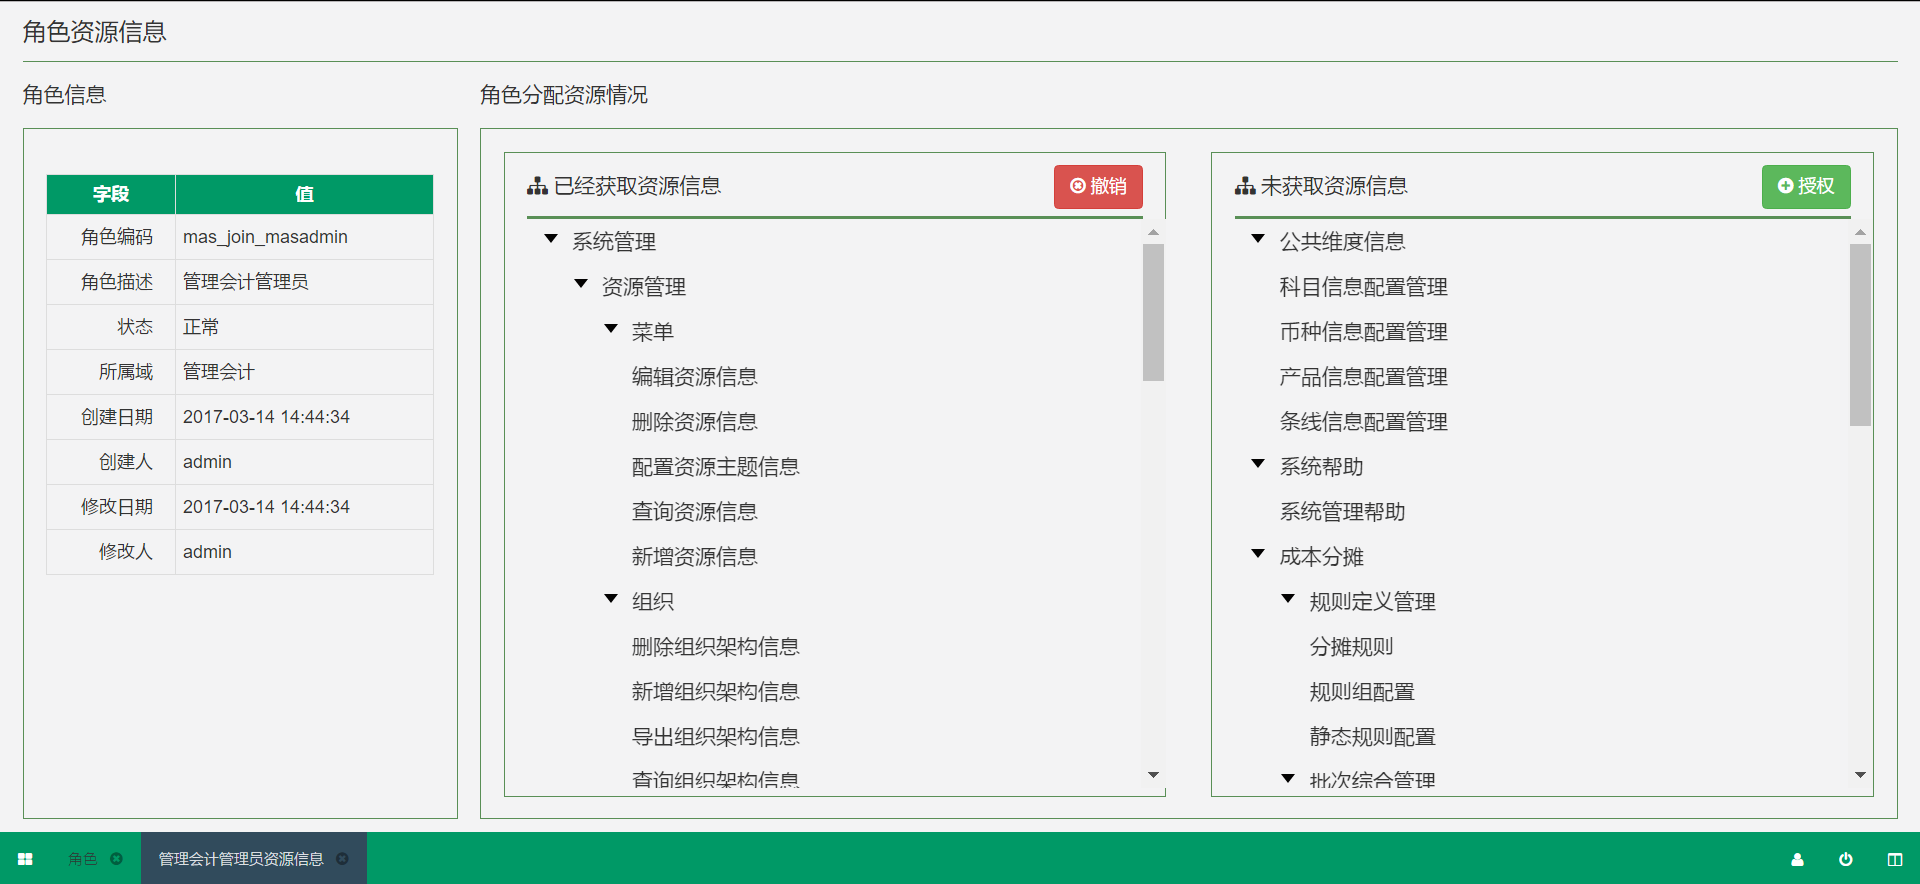 角色资源信息
角色信息
字段 值
角色编码 mas_join_masadmin
角色描述 管理会计管理员
状态 正常
所属域 管理会计
创建日期 2017-03-14 14:44:34
创建人 admin
修改日期 2017-03-14 14:44:34
修改人 admin
角色分配资源情况
已经获取资源信息 撤销
系统管理
资源管理
菜单
编辑资源信息
删除资源信息
配置资源主题信息
查询资源信息
新增资源信息
组织
删除组织架构信息
新增组织架构信息
导出组织架构信息
查询组织架构信息
未获取资源信息 授权
公共维度信息
科目信息配置管理
币种信息配置管理
产品信息配置管理
条线信息配置管理
系统帮助
系统管理帮助
成本分摊
规则定义管理
分摊规则
规则组配置
静态规则配置
批次综合管理
角色 管理会计管理员资源信息